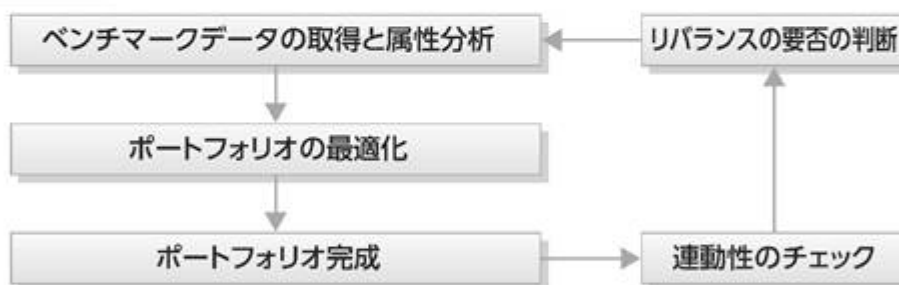 ベンチマークデータの取得と属性分析
リバランスの要否の判断
ポートフォリオの最適化
ポートフォリオ完成
連動性のチェック